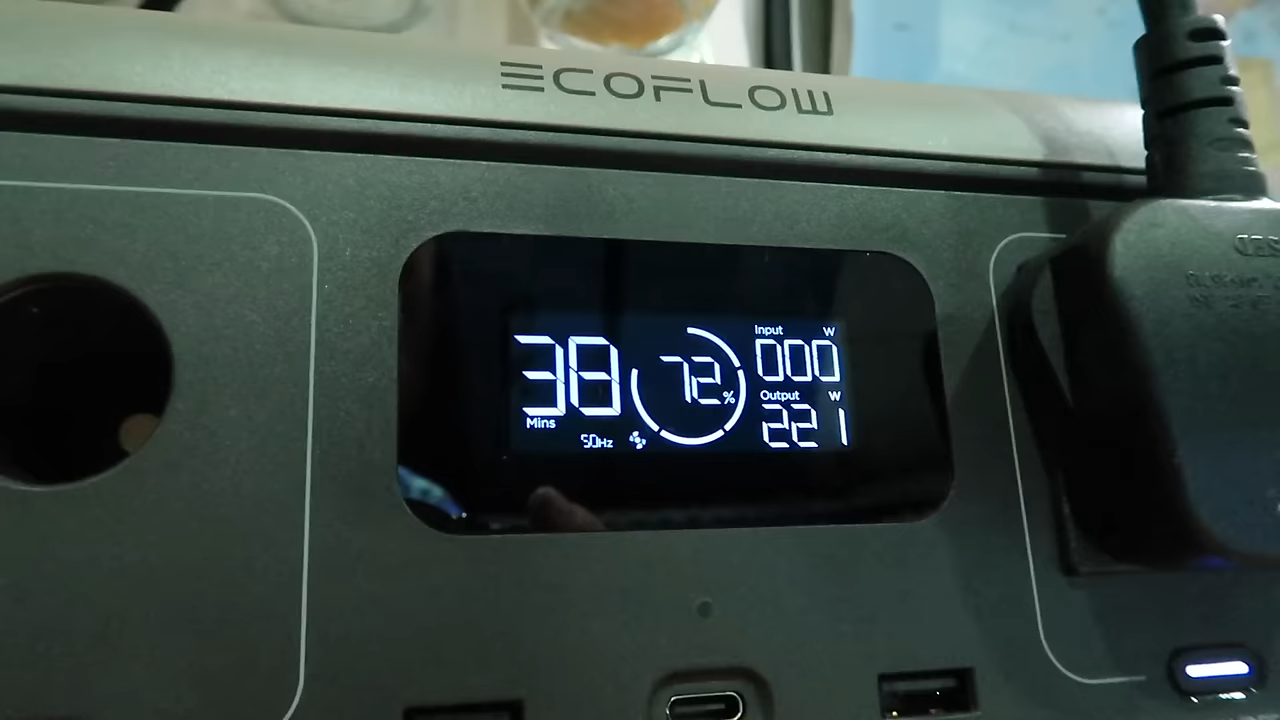 ECOFLOW
38
Mins
50Hz
72%
Input W
000
Output W
221